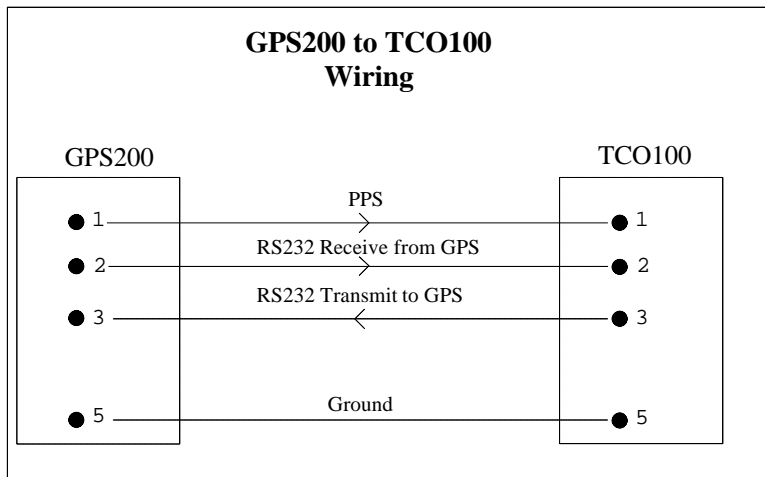 GPS200 to TCO100
Wiring
GPS200
TCO100
PPS
1
1
RS232 Receive from GPS
2
2
RS232 Transmit to GPS
3
3
Ground
5
5